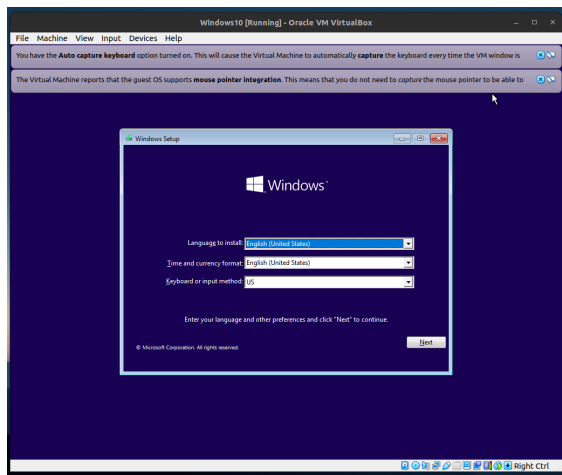 Windows10 [Running] - Oracle VM VirtualBox
File Machine View Input Devices Help
You have the Auto capture keyboard option turned on. This will cause the Virtual Machine to automatically capture the keyboard every time the VM window is
The Virtual Machine reports that the guest OS supports mouse pointer integration. This means that you do not need to capture the mouse pointer to be able to
Windows Setup
Windows
Language to install: English (United States)
Time and currency format: English (United States)
Keyboard or input method: US
Enter your language and other preferences and click "Next" to continue.
© Microsoft Corporation. All rights reserved.
Next
Right Ctrl